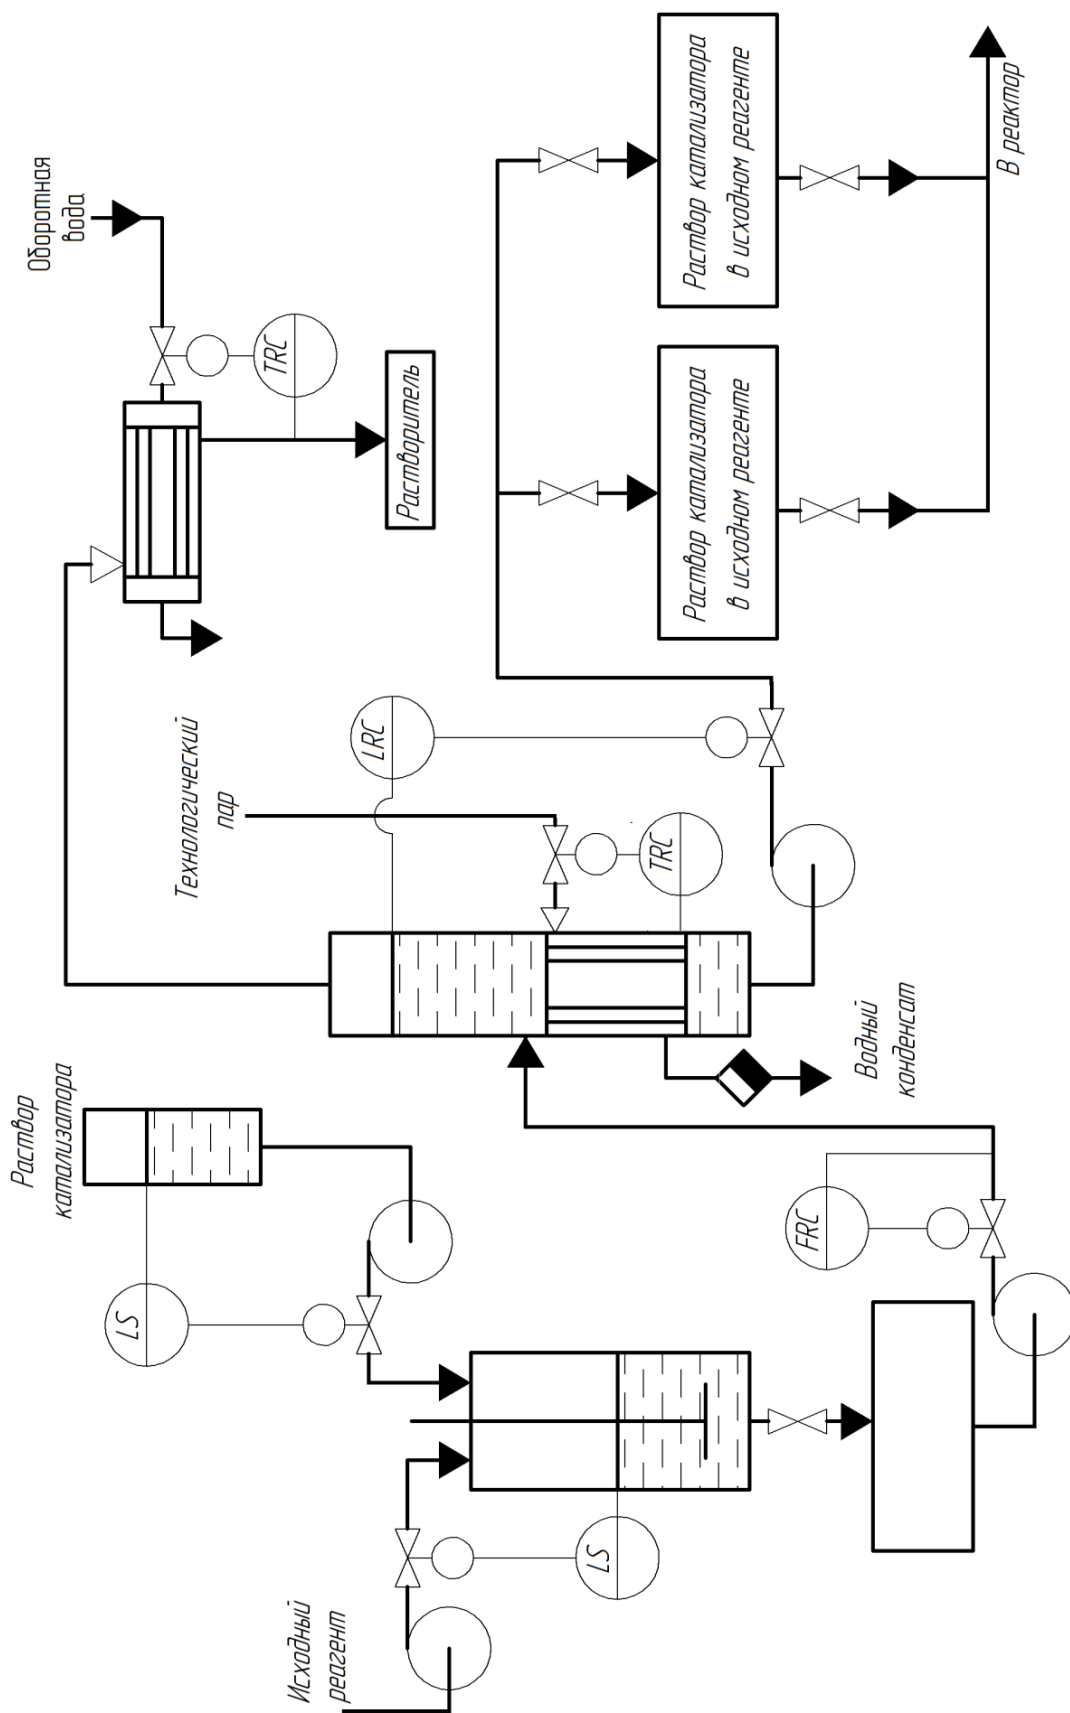 Исходный
реагент
LS
LS
Раствор
катализатора
FRC
Водный
конденсат
Технологический
пар
TRC
LRC
Оборотная
вода
TRC
Растворитель
Раствор катализатора
в исходном реагенте
Раствор катализатора
в исходном реагенте
В реактор